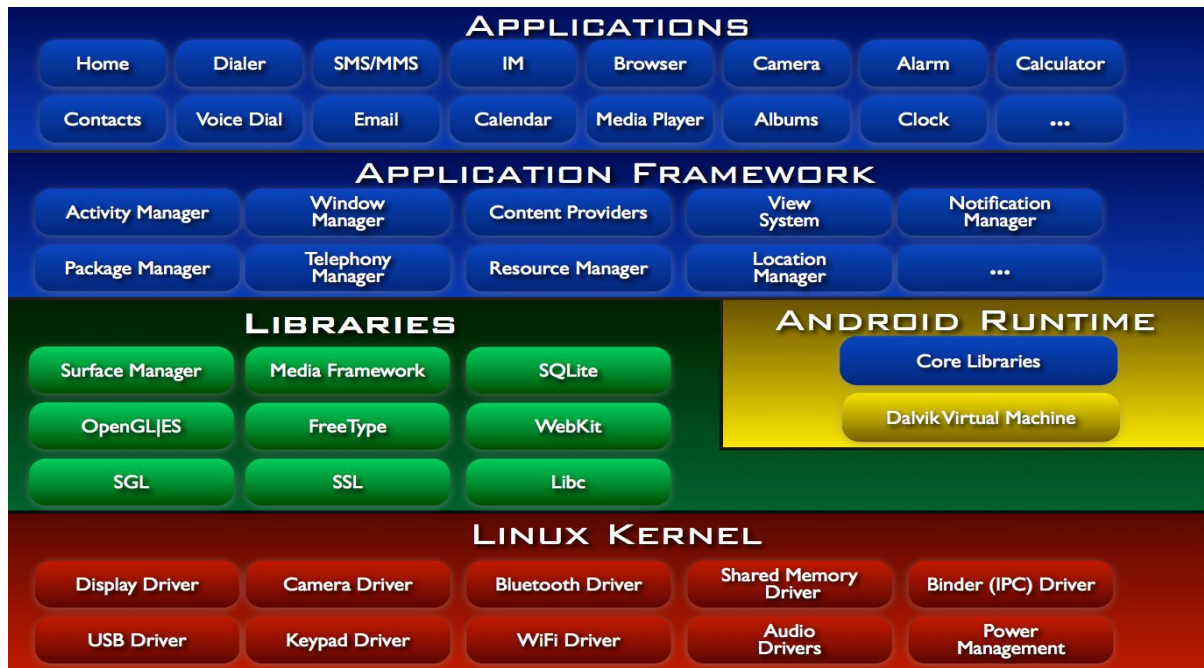 APPLICATIONS
Home Dialer SMS/MMS IM Browser Camera Alarm Calculator
Contacts Voice Dial Email Calendar Media Player Albums Clock ...
APPLICATION FRAMEWORK
Activity Manager
Window
Manager
Content Providers
View
System
Notification
Manager
Package Manager
Telephony
Manager
Resource Manager
Location
Manager
...
LIBRARIES
Surface Manager Media Framework SQLite
OpenGL|ES FreeType WebKit
SGL SSL Libc
ANDROID RUNTIME
Core Libraries
Dalvik Virtual Machine
LINUX KERNEL
Display Driver
Camera Driver
Bluetooth Driver
Shared Memory
Driver
Binder (IPC) Driver
USB Driver
Keypad Driver
WiFi Driver
Audio
Drivers
Power
Management